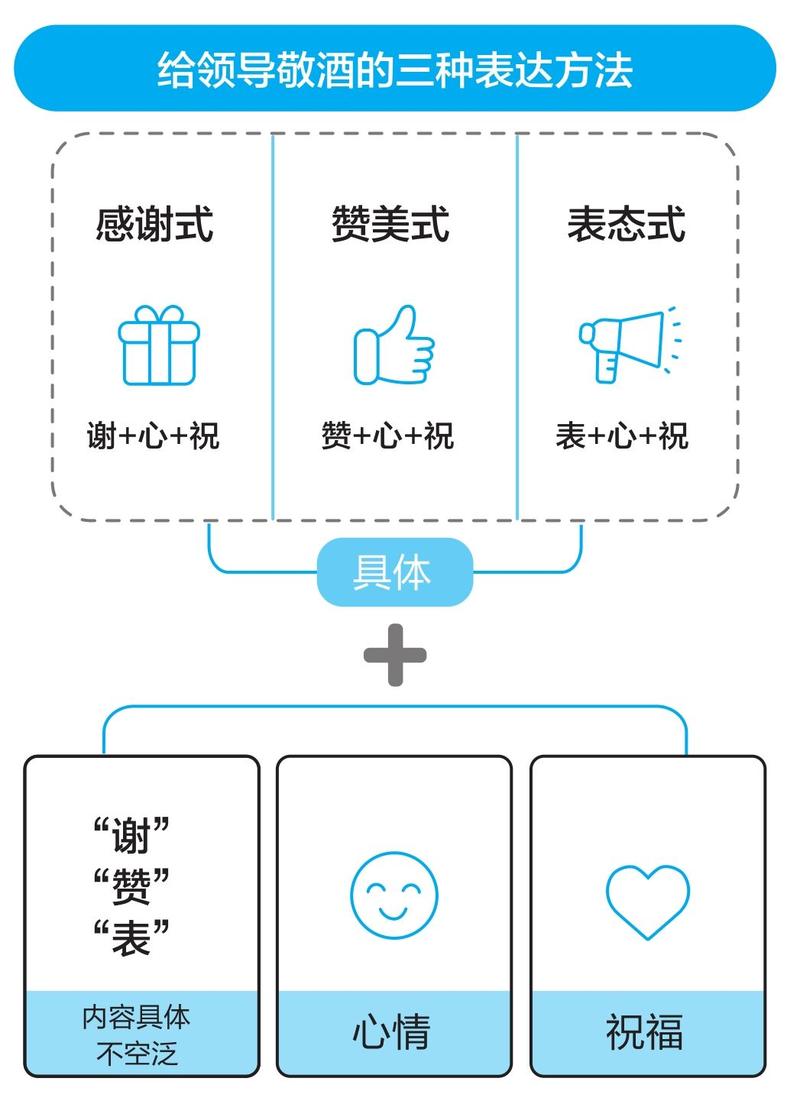 给领导敬酒的三种表达方法
感谢式
赞美式
表态式
谢+心+祝
赞+心+祝
表+心+祝
具体
+
“谢”
“赞”
“表”
内容具体
不空泛
心情
祝福